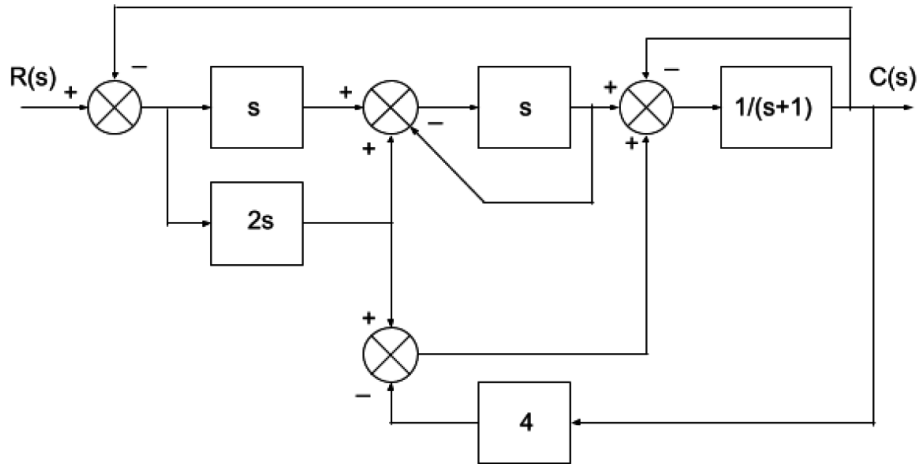 R(s)
+
−
s
+
−
+
s
+
−
+
1/(s+1)
C(s)
2s
+
−
4